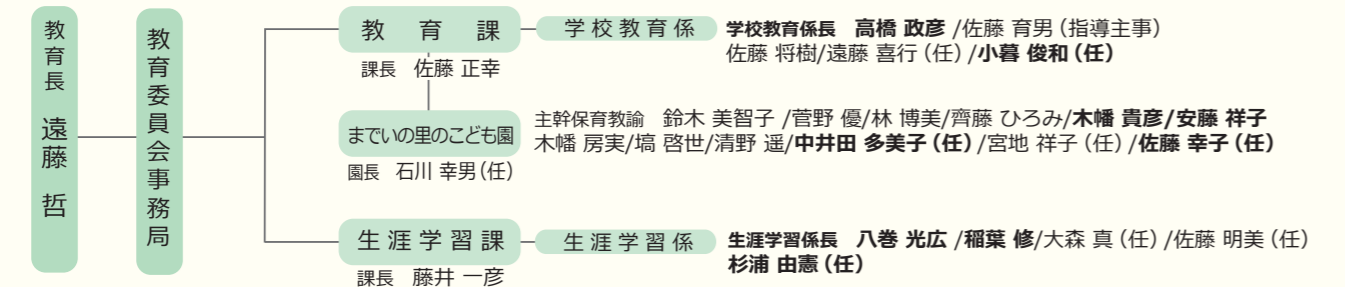 教育長 遠藤 哲
教育委員会事務局
教育課
課長 佐藤 正幸
学校教育係
学校教育係長 高橋 政彦 /佐藤 育男（指導主事）
佐藤 将樹/遠藤 喜行（任）/小暮 俊和（任）
までいの里のこども園
園長 石川 幸男（任）
主幹保育教諭 鈴木 美智子 /菅野 優/林 博美/齊藤 ひろみ/木幡 貴彦/安藤 祥子
木幡 房実/塙 啓世/清野 遥/中井田 多美子（任）/宮地 祥子（任）/佐藤 幸子（任）
生涯学習課
課長 藤井 一彦
生涯学習係
生涯学習係長 八巻 光広 /稲葉 修/大森 真（任）/佐藤 明美（任）
杉浦 由憲（任）